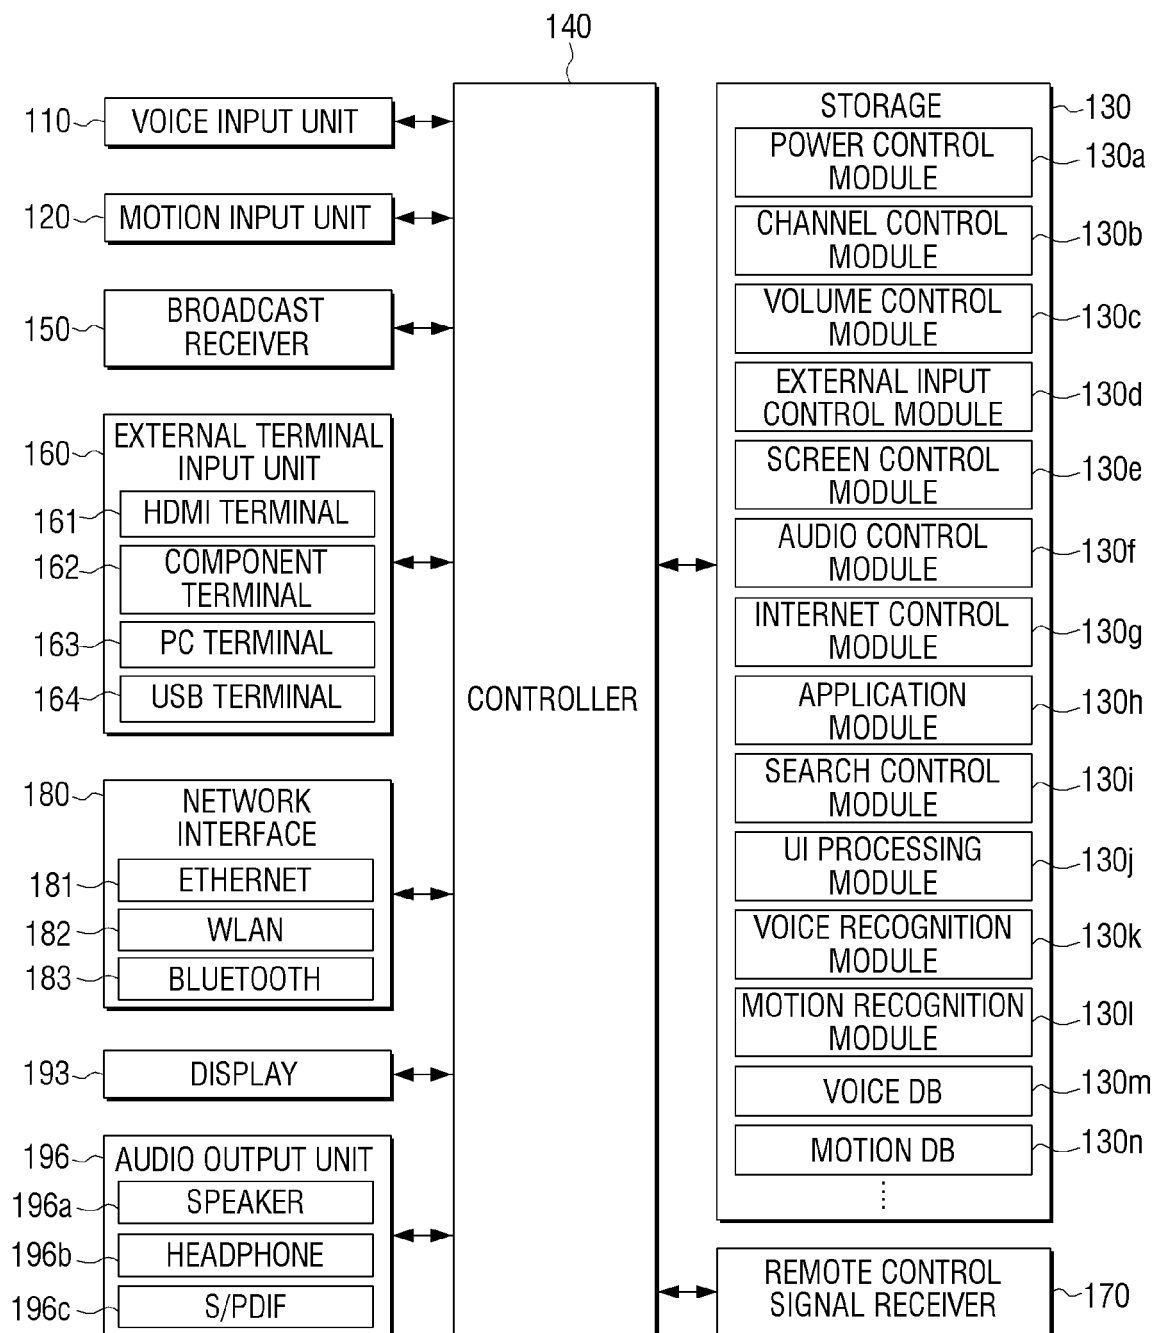 140
110
VOICE INPUT UNIT
120
MOTION INPUT UNIT
150
BROADCAST
RECEIVER
160
EXTERNAL TERMINAL
INPUT UNIT
161
HDMI TERMINAL
162
COMPONENT
TERMINAL
163
PC TERMINAL
164
USB TERMINAL
180
NETWORK
INTERFACE
181
ETHERNET
182
WLAN
183
BLUETOOTH
193
DISPLAY
196
AUDIO OUTPUT UNIT
196a
SPEAKER
196b
HEADPHONE
196c
S/PDIF
CONTROLLER
STORAGE
130
POWER CONTROL
MODULE
130a
CHANNEL CONTROL
MODULE
130b
VOLUME CONTROL
MODULE
130c
EXTERNAL INPUT
CONTROL MODULE
130d
SCREEN CONTROL
MODULE
130e
AUDIO CONTROL
MODULE
130f
INTERNET CONTROL
MODULE
130g
APPLICATION
MODULE
130h
SEARCH CONTROL
MODULE
130i
UI PROCESSING
MODULE
130j
VOICE RECOGNITION
MODULE
130k
MOTION RECOGNITION
MODULE
130l
VOICE DB
130m
MOTION DB
130n
REMOTE CONTROL
SIGNAL RECEIVER
170